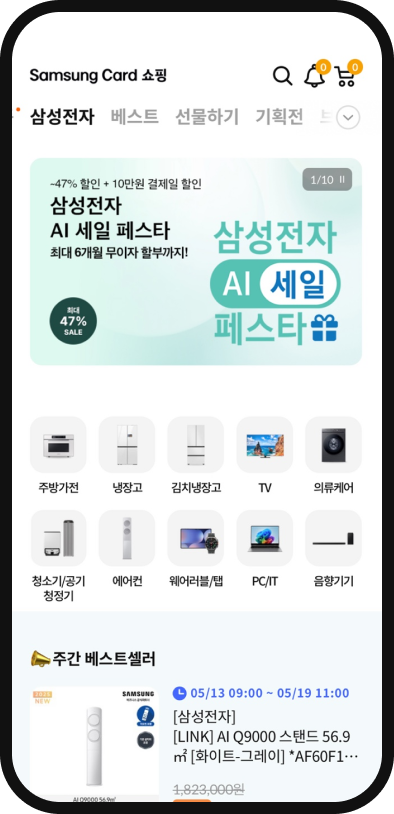 Samsung Card 쇼핑
0
0
삼성전자 베스트 선물하기 기획전
~47% 할인 + 10만원 결제일 할인
1/10
삼성전자
AI 세일 페스타
최대 6개월 무이자 할부까지!
삼성전자
AI 세일
페스타
최대
47%
SALE
주방가전 냉장고 김치냉장고 TV 의류케어
청소기/공기
청정기
에어컨 웨어러블/탭 PC/IT 음향기기
주간 베스트셀러
NEW
SAMSUNG
AI Q9000 56.9㎡
05/13 09:00 ~ 05/19 11:00
[삼성전자]
[LINK] AI Q9000 스탠드 56.9
㎡ [화이트-그레이] *AF60F1…
1,823,000원